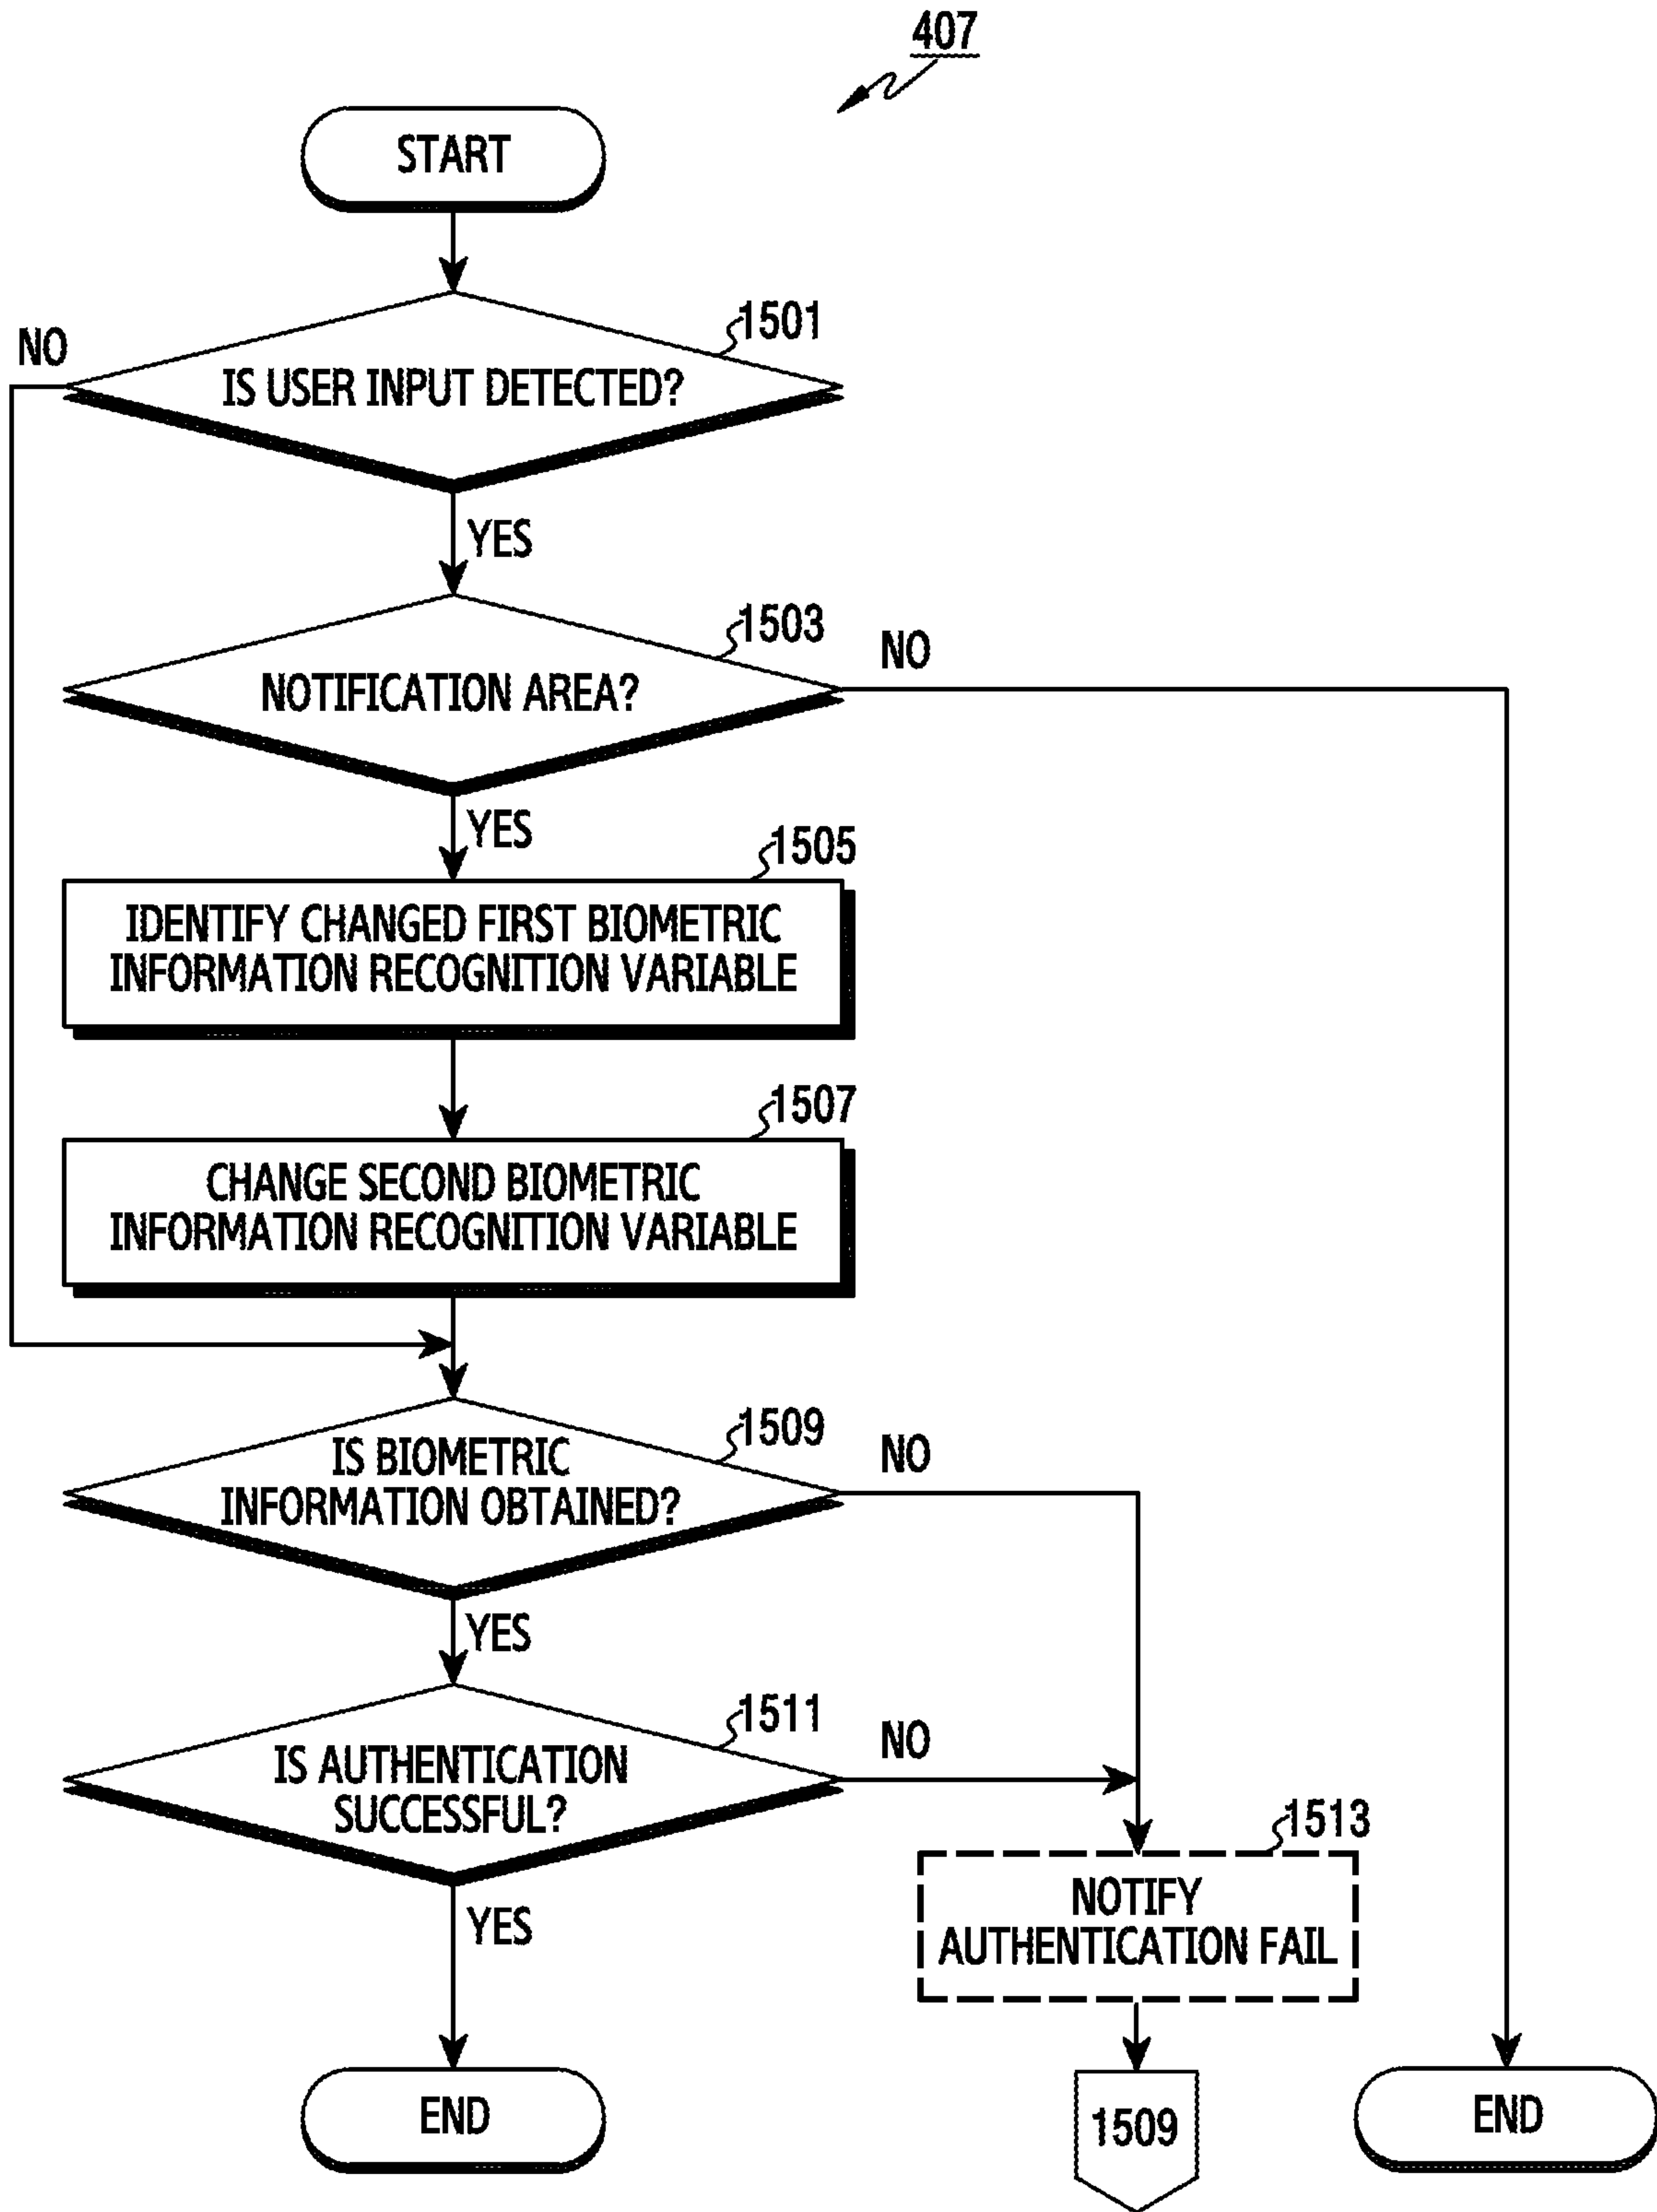 407
START
1501
NO
IS USER INPUT DETECTED?
YES
1503
NO
NOTIFICATION AREA?
YES
1505
IDENTIFY CHANGED FIRST BIOMETRIC
INFORMATION RECOGNITION VARIABLE
1507
CHANGE SECOND BIOMETRIC
INFORMATION RECOGNITION VARIABLE
1509
NO
IS BIOMETRIC
INFORMATION OBTAINED?
YES
1511
NO
IS AUTHENTICATION
SUCCESSFUL?
1513
NOTIFY
AUTHENTICATION FAIL
YES
END
1509
END